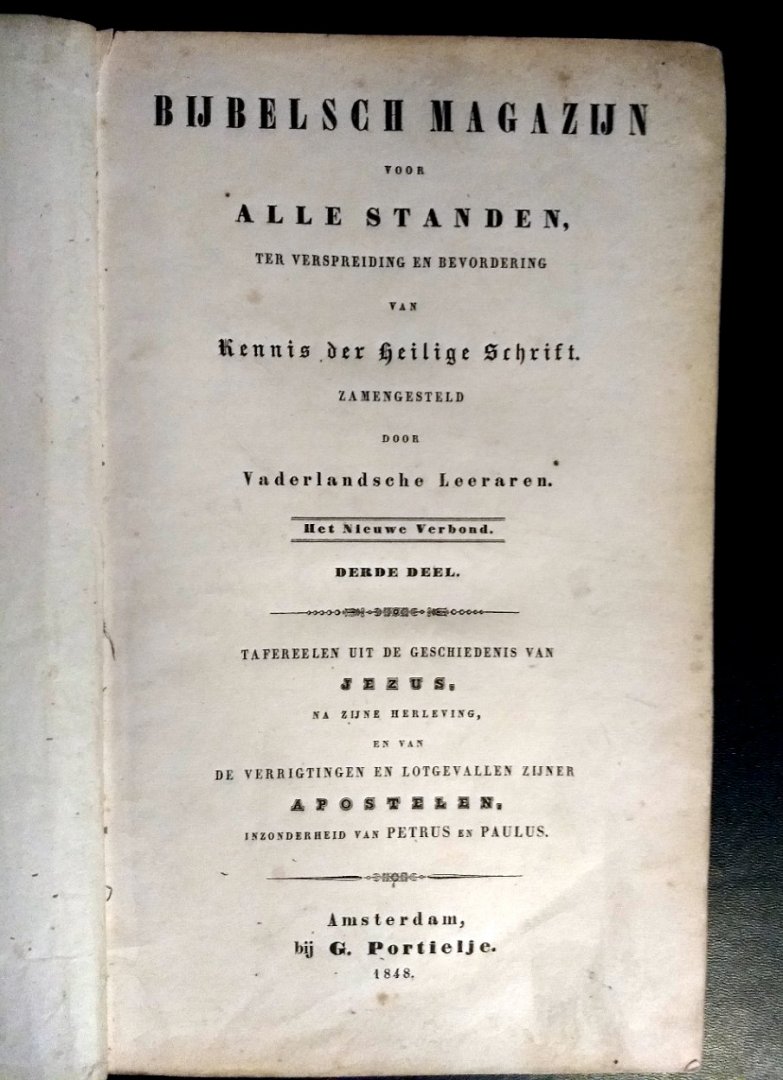 BIJBELSCH MAGAZIJN
VOOR
ALLE STANDEN,
TER VERSPREIDING EN BEVORDERING
VAN
Kennis der Heilige Schrift.
ZAMENGESTELD
DOOR
Vaderlandsche Leeraren.
Het Nieuwe Verbond.
DERDE DEEL.
TAFEREELEN UIT DE GESCHIEDENIS VAN
JEZUS,
NA ZIJNE HERLEVING,
EN VAN
DE VERRIGTINGEN EN LOTGEVALLEN ZIJNER
APOSTELEN,
INZONDERHEID VAN PETRUS EN PAULUS.
Amsterdam,
bij G. Portielje.
1848.